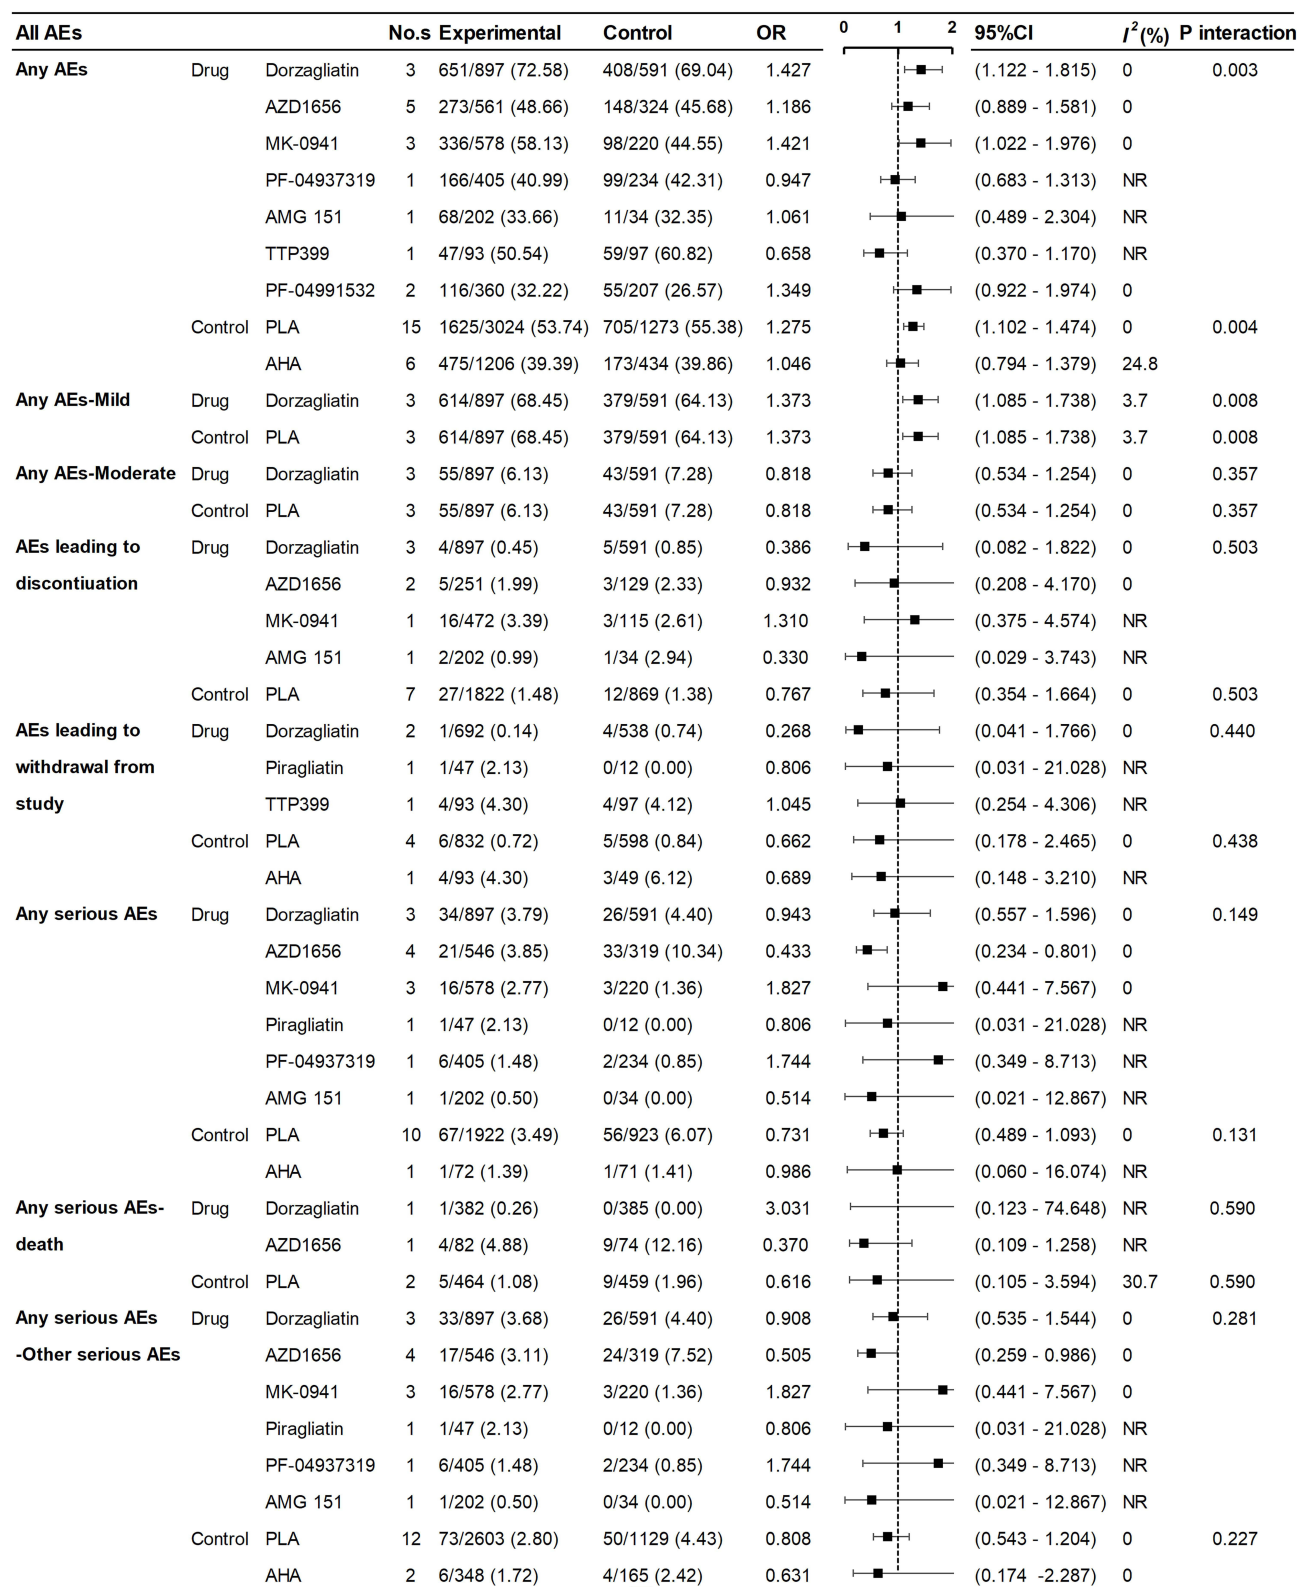 All AEs No.s Experimental Control OR 0 1 2 95%CI I²(%) P interaction
Any AEs Drug Dorzagliatin 3 651/897 (72.58) 408/591 (69.04) 1.427 (1.122 - 1.815) 0 0.003
AZD1656 5 273/561 (48.66) 148/324 (45.68) 1.186 (0.889 - 1.581) 0
MK-0941 3 336/578 (58.13) 98/220 (44.55) 1.421 (1.022 - 1.976) 0
PF-04937319 1 166/405 (40.99) 99/234 (42.31) 0.947 (0.683 - 1.313) NR
AMG 151 1 68/202 (33.66) 11/34 (32.35) 1.061 (0.489 - 2.304) NR
TTP399 1 47/93 (50.54) 59/97 (60.82) 0.658 (0.370 - 1.170) NR
PF-04991532 2 116/360 (32.22) 55/207 (26.57) 1.349 (0.922 - 1.974) 0
Control PLA 15 1625/3024 (53.74) 705/1273 (55.38) 1.275 (1.102 - 1.474) 0 0.004
AHA 6 475/1206 (39.39) 173/434 (39.86) 1.046 (0.794 - 1.379) 24.8
Any AEs-Mild Drug Dorzagliatin 3 614/897 (68.45) 379/591 (64.13) 1.373 (1.085 - 1.738) 3.7 0.008
Control PLA 3 614/897 (68.45) 379/591 (64.13) 1.373 (1.085 - 1.738) 3.7 0.008
Any AEs-Moderate Drug Dorzagliatin 3 55/897 (6.13) 43/591 (7.28) 0.818 (0.534 - 1.254) 0 0.357
Control PLA 3 55/897 (6.13) 43/591 (7.28) 0.818 (0.534 - 1.254) 0 0.357
AEs leading to Drug Dorzagliatin 3 4/897 (0.45) 5/591 (0.85) 0.386 (0.082 - 1.822) 0 0.503
discontiuation AZD1656 2 5/251 (1.99) 3/129 (2.33) 0.932 (0.208 - 4.170) 0
MK-0941 1 16/472 (3.39) 3/115 (2.61) 1.310 (0.375 - 4.574) NR
AMG 151 1 2/202 (0.99) 1/34 (2.94) 0.330 (0.029 - 3.743) NR
Control PLA 7 27/1822 (1.48) 12/869 (1.38) 0.767 (0.354 - 1.664) 0 0.503
AEs leading to Drug Dorzagliatin 2 1/692 (0.14) 4/538 (0.74) 0.268 (0.041 - 1.766) 0 0.440
withdrawal from Piragliatin 1 1/47 (2.13) 0/12 (0.00) 0.806 (0.031 - 21.028) NR
study TTP399 1 4/93 (4.30) 4/97 (4.12) 1.045 (0.254 - 4.306) NR
Control PLA 4 6/832 (0.72) 5/598 (0.84) 0.662 (0.178 - 2.465) 0 0.438
AHA 1 4/93 (4.30) 3/49 (6.12) 0.689 (0.148 - 3.210) NR
Any serious AEs Drug Dorzagliatin 3 34/897 (3.79) 26/591 (4.40) 0.943 (0.557 - 1.596) 0 0.149
AZD1656 4 21/546 (3.85) 33/319 (10.34) 0.433 (0.234 - 0.801) 0
MK-0941 3 16/578 (2.77) 3/220 (1.36) 1.827 (0.441 - 7.567) 0
Piragliatin 1 1/47 (2.13) 0/12 (0.00) 0.806 (0.031 - 21.028) NR
PF-04937319 1 6/405 (1.48) 2/234 (0.85) 1.744 (0.349 - 8.713) NR
AMG 151 1 1/202 (0.50) 0/34 (0.00) 0.514 (0.021 - 12.867) NR
Control PLA 10 67/1922 (3.49) 56/923 (6.07) 0.731 (0.489 - 1.093) 0 0.131
AHA 1 1/72 (1.39) 1/71 (1.41) 0.986 (0.060 - 16.074) NR
Any serious AEs- Drug Dorzagliatin 1 1/382 (0.26) 0/385 (0.00) 3.031 (0.123 - 74.648) NR 0.590
death AZD1656 1 4/82 (4.88) 9/74 (12.16) 0.370 (0.109 - 1.258) NR
Control PLA 2 5/464 (1.08) 9/459 (1.96) 0.616 (0.105 - 3.594) 30.7 0.590
Any serious AEs Drug Dorzagliatin 3 33/897 (3.68) 26/591 (4.40) 0.908 (0.535 - 1.544) 0 0.281
-Other serious AEs AZD1656 4 17/546 (3.11) 24/319 (7.52) 0.505 (0.259 - 0.986) 0
MK-0941 3 16/578 (2.77) 3/220 (1.36) 1.827 (0.441 - 7.567) 0
Piragliatin 1 1/47 (2.13) 0/12 (0.00) 0.806 (0.031 - 21.028) NR
PF-04937319 1 6/405 (1.48) 2/234 (0.85) 1.744 (0.349 - 8.713) NR
AMG 151 1 1/202 (0.50) 0/34 (0.00) 0.514 (0.021 - 12.867) NR
Control PLA 12 73/2603 (2.80) 50/1129 (4.43) 0.808 (0.543 - 1.204) 0 0.227
AHA 2 6/348 (1.72) 4/165 (2.42) 0.631 (0.174 -2.287) 0